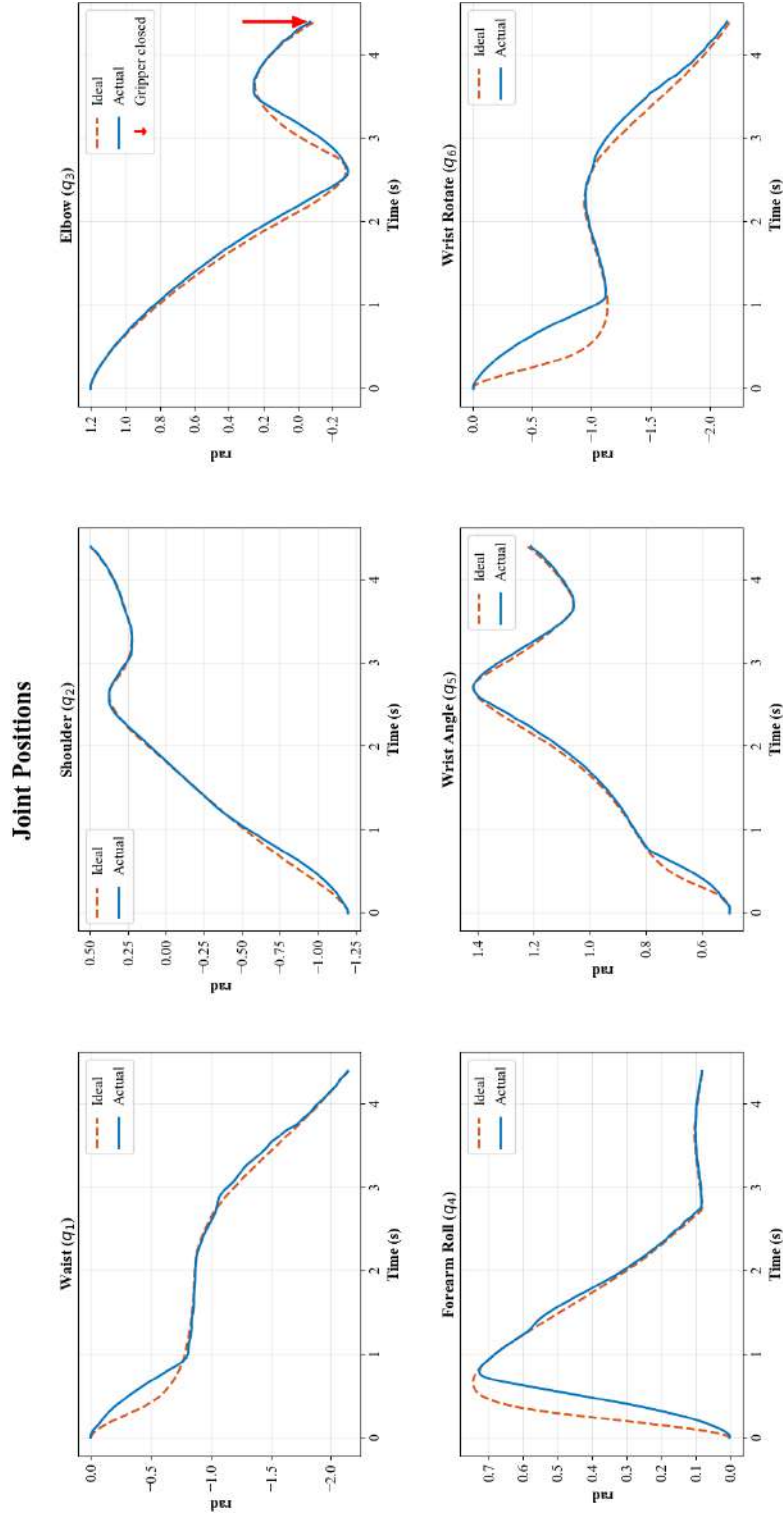 Joint Positions
Waist (q1)
Ideal
Actual
rad
0.0
−0.5
−1.0
−1.5
−2.0
0 1 2 3 4
Time (s)
Shoulder (q2)
Ideal
Actual
rad
0.50
0.25
0.00
−0.25
−0.50
−0.75
−1.00
−1.25
0 1 2 3 4
Time (s)
Elbow (q3)
Ideal
Actual
Gripper closed
rad
1.2
1.0
0.8
0.6
0.4
0.2
0.0
−0.2
0 1 2 3 4
Time (s)
Forearm Roll (q4)
Ideal
Actual
rad
0.7
0.6
0.5
0.4
0.3
0.2
0.1
0.0
0 1 2 3 4
Time (s)
Wrist Angle (q5)
Ideal
Actual
rad
1.4
1.2
1.0
0.8
0.6
0 1 2 3 4
Time (s)
Wrist Rotate (q6)
Ideal
Actual
rad
0.0
−0.5
−1.0
−1.5
−2.0
0 1 2 3 4
Time (s)